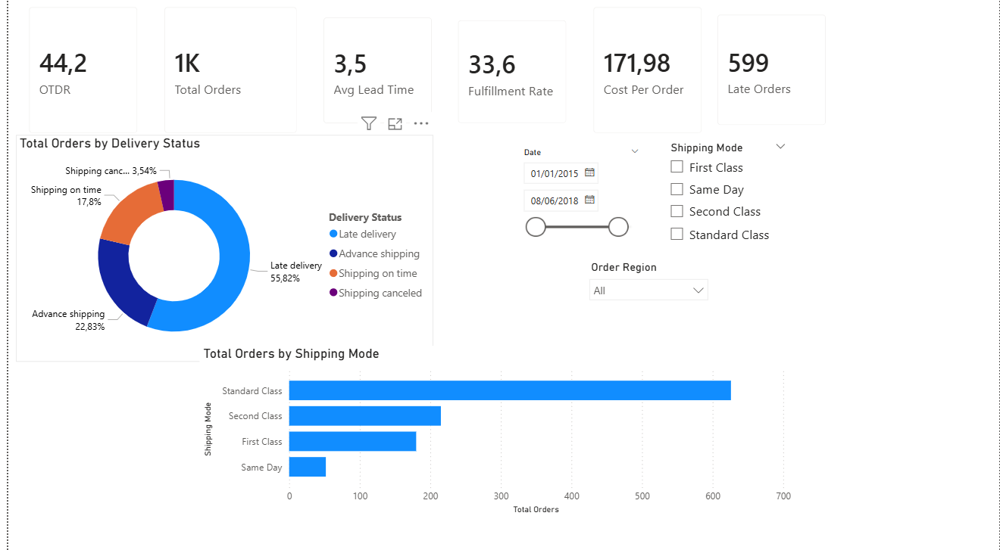 44,2
OTDR
1K
Total Orders
3,5
Avg Lead Time
33,6
Fulfillment Rate
171,98
Cost Per Order
599
Late Orders
Total Orders by Delivery Status
Shipping canc... 3,54%
Shipping on time
17,8%
Late delivery
55,82%
Advance shipping
22,83%
Delivery Status
Late delivery
Advance shipping
Shipping on time
Shipping canceled
Date
01/01/2015
08/06/2018
Shipping Mode
First Class
Same Day
Second Class
Standard Class
Order Region
All
Total Orders by Shipping Mode
Shipping Mode
Standard Class
Second Class
First Class
Same Day
0 100 200 300 400 500 600 700
Total Orders